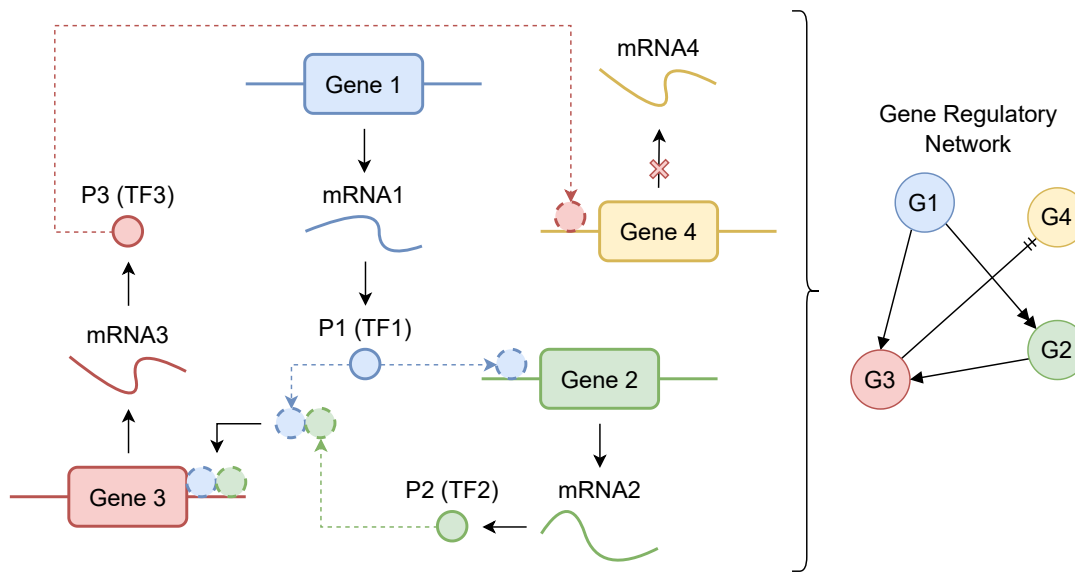 mRNA4
Gene 1
Gene Regulatory
Network
P3 (TF3)
mRNA1
G1
G4
Gene 4
P1 (TF1)
mRNA3
G2
Gene 2
G3
Gene 3
P2 (TF2)
mRNA2